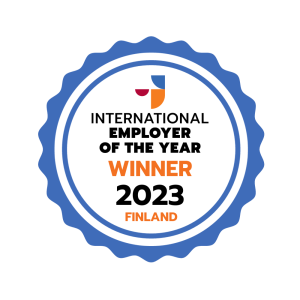 INTERNATIONAL
EMPLOYER
OF THE YEAR
WINNER
2023
FINLAND